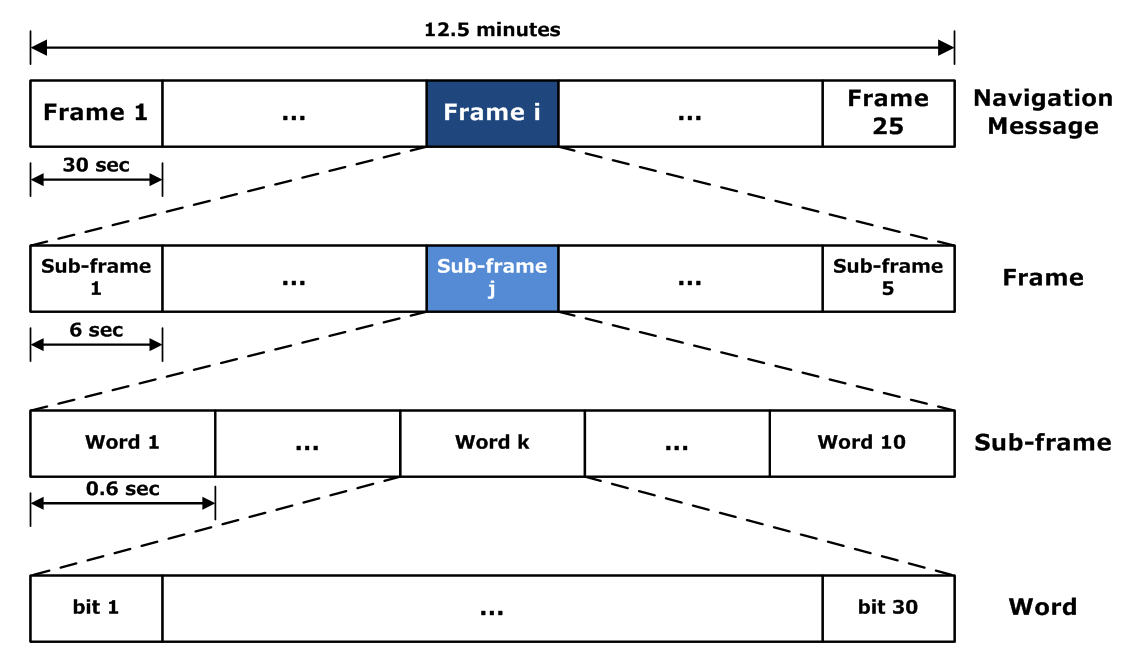 12.5 minutes
Frame 1
...
Frame i
...
Frame
25
Navigation
Message
30 sec
Sub-frame
1
...
Sub-frame
j
...
Sub-frame
5
Frame
6 sec
Word 1
...
Word k
...
Word 10
Sub-frame
0.6 sec
bit 1
...
bit 30
Word